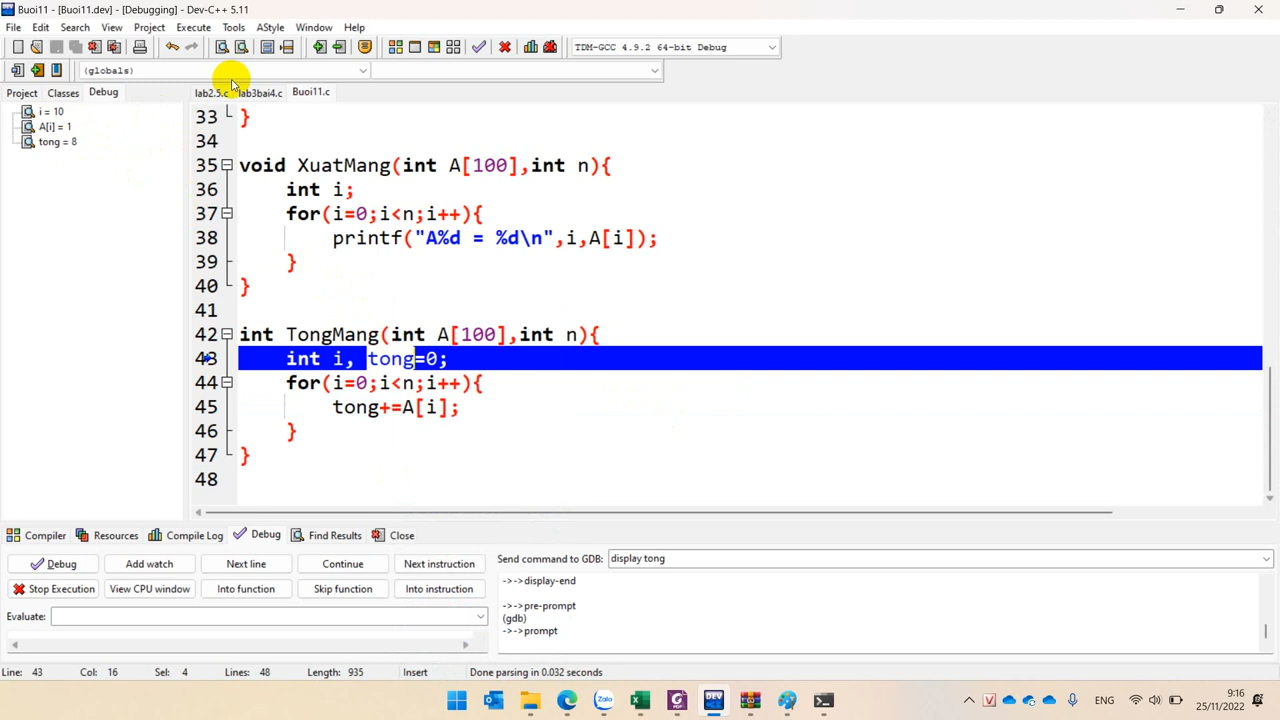 Buoi11 - [Buoi11.dev] - [Debugging] - Dev-C++ 5.11
File Edit Search View Project Execute Tools AStyle Window Help
TDM-GCC 4.9.2 64-bit Debug
(globals)
Project Classes Debug
lab2.5.c lab3bai4.c Buoi11.c
i = 10
A[i] = 1
tong = 8
33 }
34
35 void XuatMang(int A[100],int n){
36 int i;
37 for(i=0;i<n;i++){
38 printf("A%d = %d\n",i,A[i]);
39 }
40 }
41
42 int TongMang(int A[100],int n){
43 int i, tong=0;
44 for(i=0;i<n;i++){
45 tong+=A[i];
46 }
47 }
48
Compiler Resources Compile Log Debug Find Results Close
Debug Add watch Next line Continue Next instruction
Stop Execution View CPU window Into function Skip function Into instruction
Evaluate:
Send command to GDB: display tong
->->display-end
->->pre-prompt
(gdb)
->->prompt
Line: 43 Col: 16 Sel: 4 Lines: 48 Length: 935 Insert Done parsing in 0.032 seconds
Zalo
DEV
ENG
9:16
25/11/2022